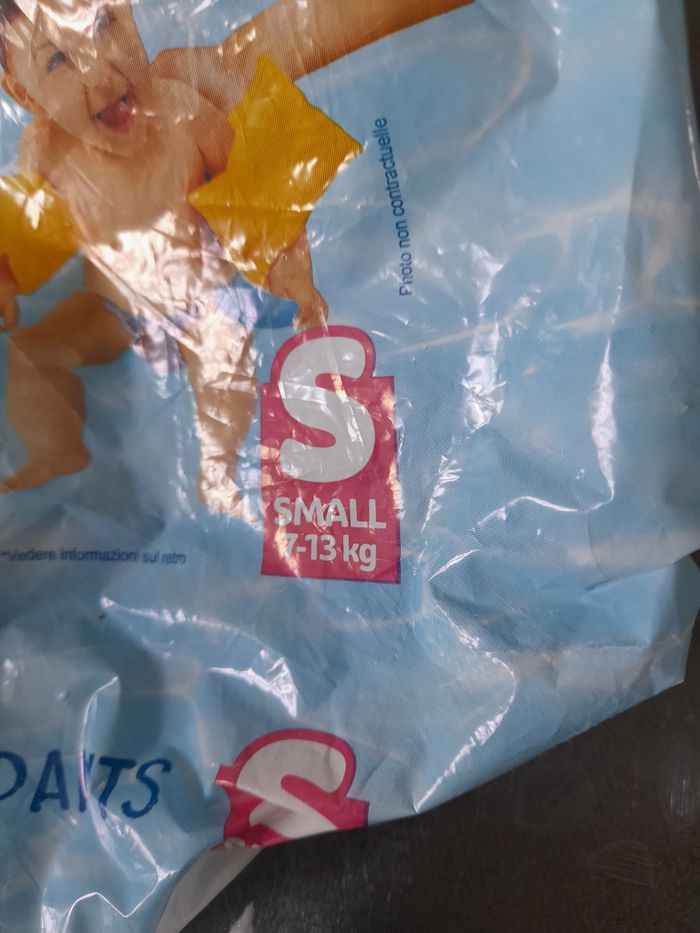 Photo non contractuelle
S
SMALL
7-13 kg
*Vedere informazioni sul retro
PANTS
S